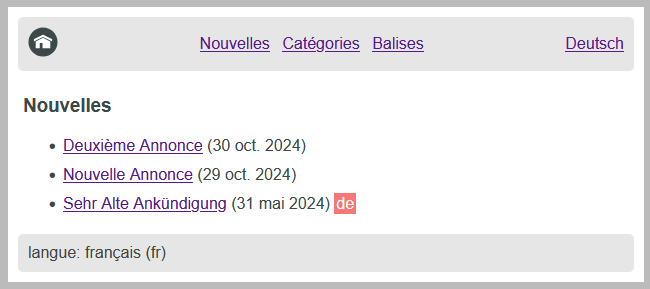 Nouvelles Catégories Balises Deutsch
Nouvelles
Deuxième Annonce (30 oct. 2024)
Nouvelle Annonce (29 oct. 2024)
Sehr Alte Ankündigung (31 mai 2024) de
langue: français (fr)